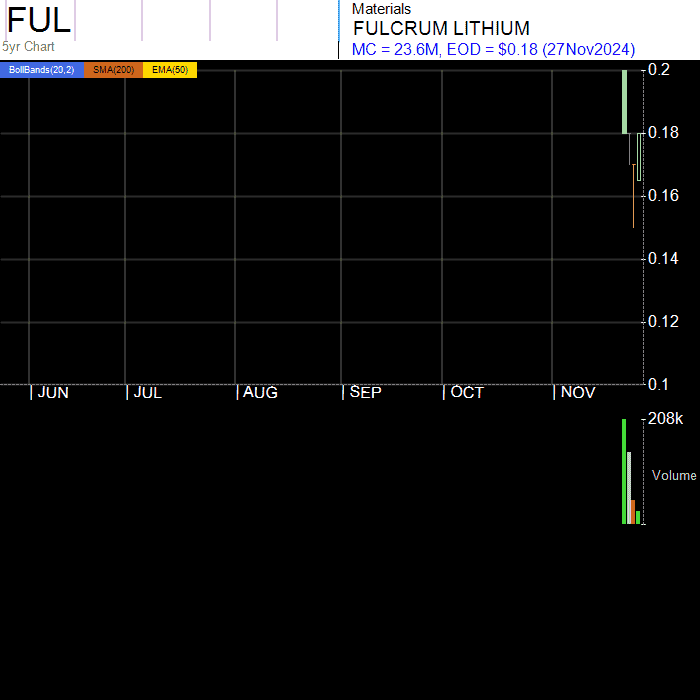 FUL
5yr Chart
Materials
FULCRUM LITHIUM
MC = 23.6M, EOD = $0.18 (27Nov2024)
BollBands(20,2) SMA(200) EMA(50)
0.2
0.18
0.16
0.14
0.12
0.1
JUN JUL AUG SEP OCT NOV
208k
Volume